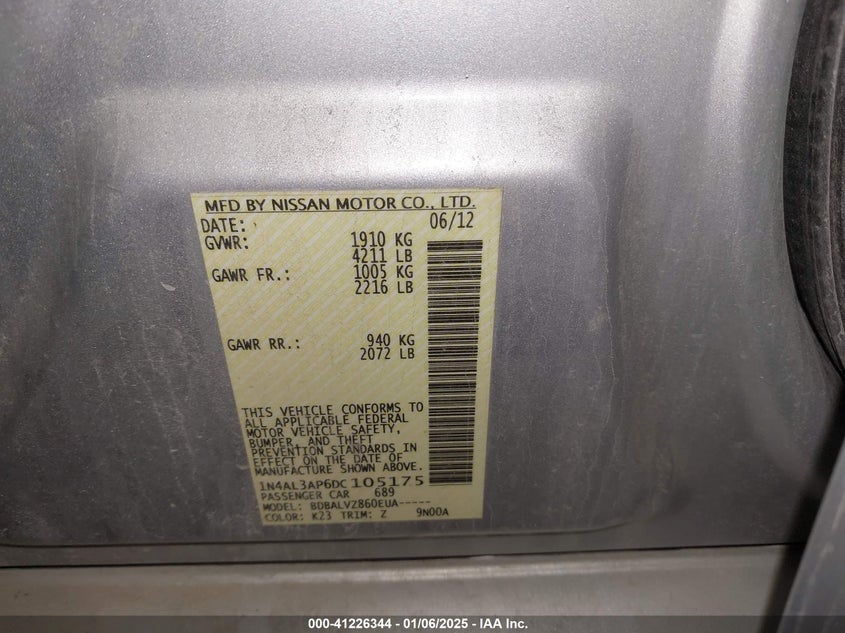 MFD BY NISSAN MOTOR CO., LTD.
DATE: 06/12
GVWR: 1910 KG
4211 LB
GAWR FR.: 1005 KG
2216 LB
GAWR RR.: 940 KG
2072 LB
THIS VEHICLE CONFORMS TO
ALL APPLICABLE FEDERAL
MOTOR VEHICLE SAFETY,
BUMPER, AND THEFT
PREVENTION STANDARDS IN
EFFECT ON THE DATE OF
MANUFACTURE SHOWN ABOVE.
1N4AL3AP6DC105175
PASSENGER CAR 689
MODEL: BDBALVZ860EUA-----
COLOR: K23 TRIM: Z 9N00A
000-41226344 | 01/06/2025 - IAA Inc.